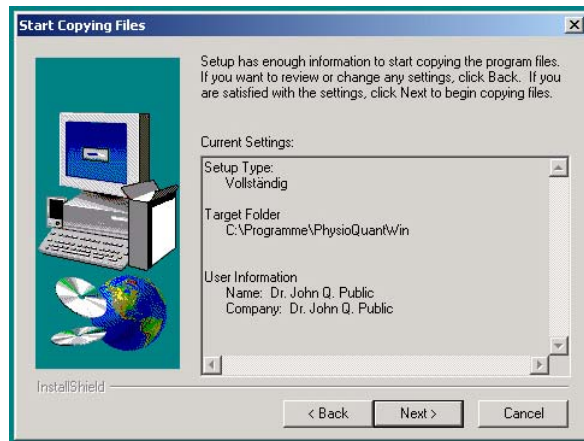 Start Copying Files
Setup has enough information to start copying the program files.
If you want to review or change any settings, click Back. If you
are satisfied with the settings, click Next to begin copying files.
Current Settings:
Setup Type:
Vollständig
Target Folder
C:\Programme\PhysioQuantWin
User Information
Name: Dr. John Q. Public
Company: Dr. John Q. Public
InstallShield
< Back
Next >
Cancel